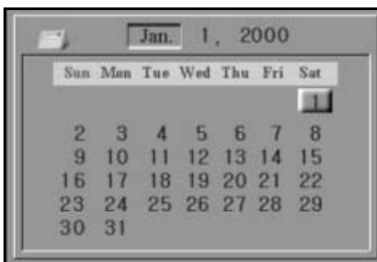 Jan. 1, 2000
Sun Mon Tue Wed Thu Fri Sat
1
2 3 4 5 6 7 8
9 10 11 12 13 14 15
16 17 18 19 20 21 22
23 24 25 26 27 28 29
30 31